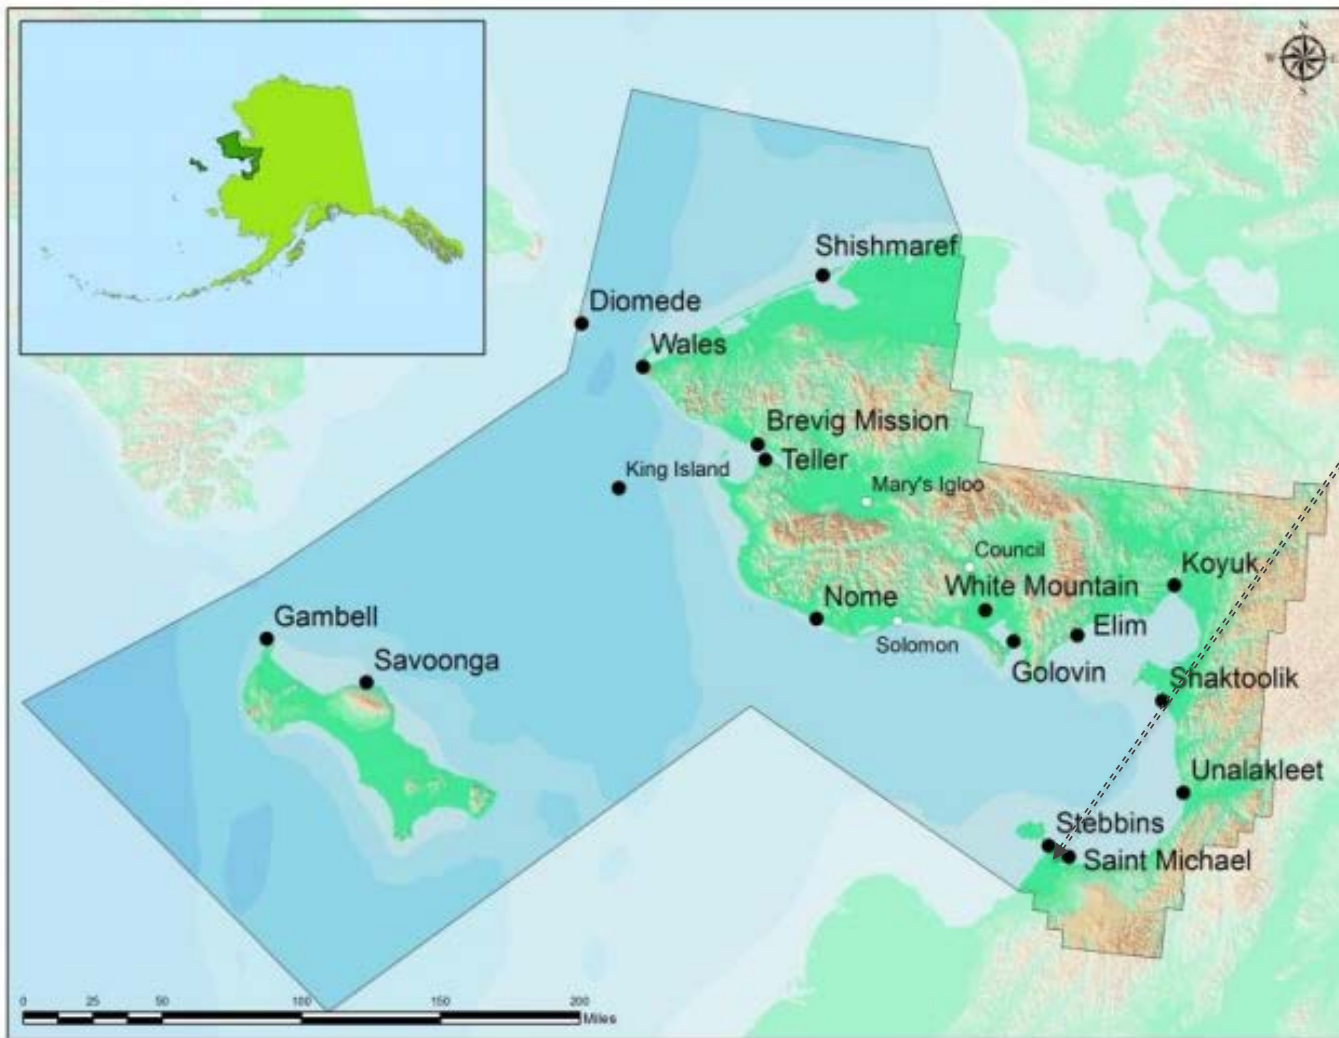 N
W E
S
Shishmaref
Diomede
Wales
Brevig Mission
Teller
King Island
Mary's Igloo
Council
Koyuk
White Mountain
Nome
Elim
Gambell
Solomon
Golovin
Savoonga
Shaktoolik
Unalakleet
Stebbins
Saint Michael
0 25 50 100 150 200
Miles